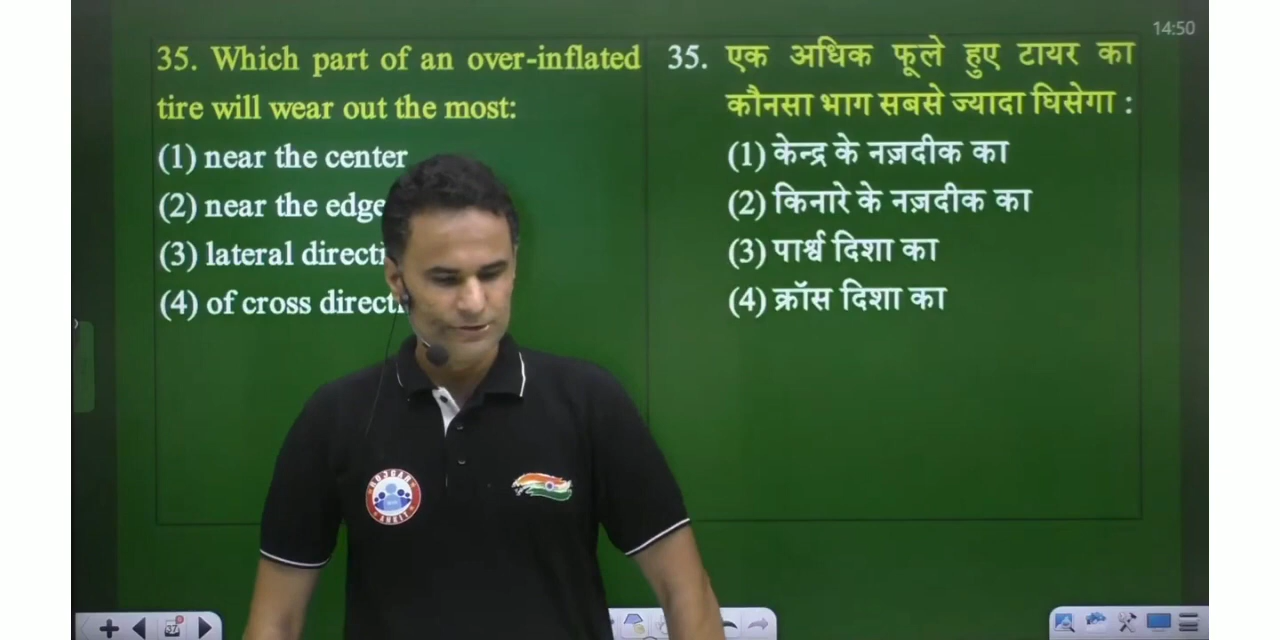 14:50
35. Which part of an over-inflated
tire will wear out the most:
(1) near the center
(2) near the edge
(3) lateral
(4) of cross
35. एक अधिक फूले हुए टायर का
कौनसा भाग सबसे ज्यादा घिसेगा :
(1) केन्द्र के नज़दीक का
(2) किनारे के नज़दीक का
(3) पार्श्व दिशा का
(4) क्रॉस दिशा का
ROJGAR
ANKIT